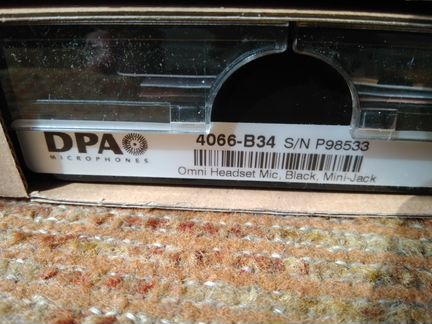 DPA
MICROPHONES
4066-B34 S/N P98533
Omni Headset Mic, Black, Mini-Jack